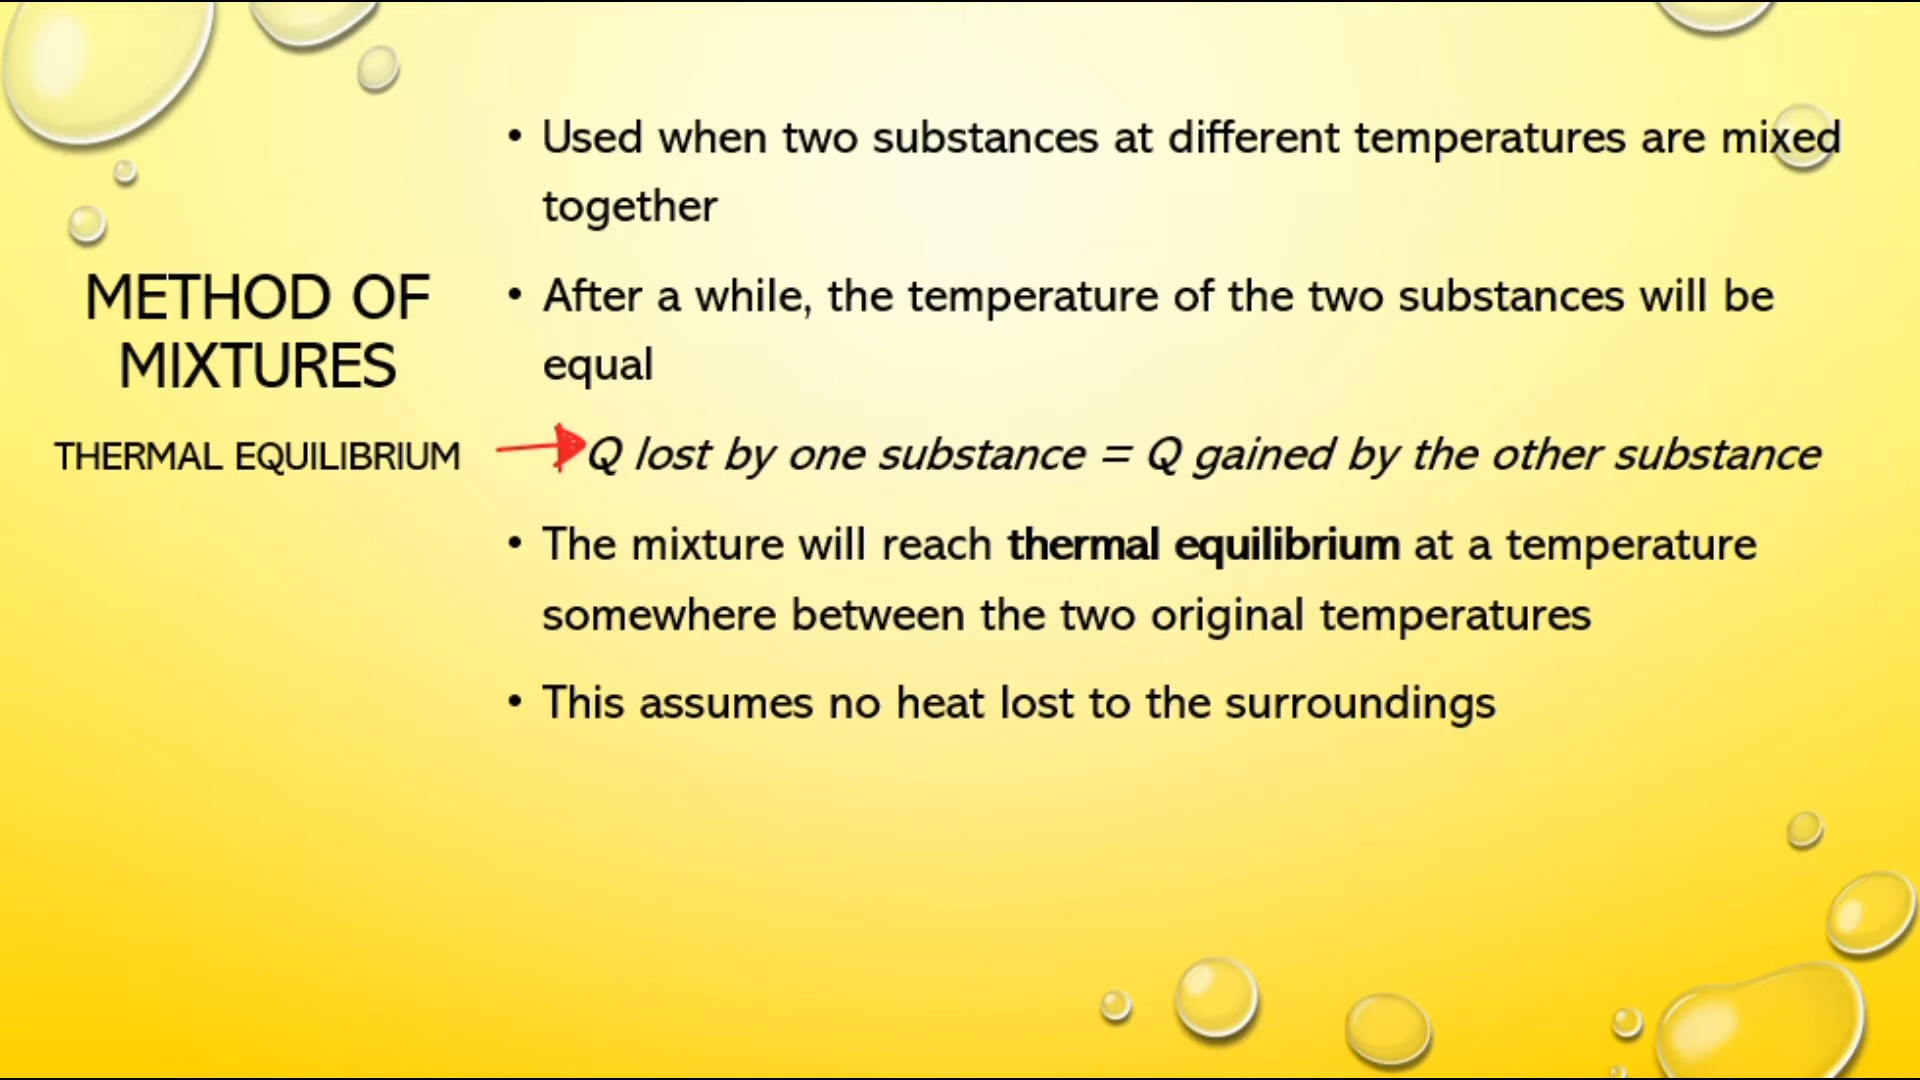 METHOD OF
MIXTURES
THERMAL EQUILIBRIUM
• Used when two substances at different temperatures are mixed
together
• After a while, the temperature of the two substances will be
equal
Q lost by one substance = Q gained by the other substance
• The mixture will reach thermal equilibrium at a temperature
somewhere between the two original temperatures
• This assumes no heat lost to the surroundings